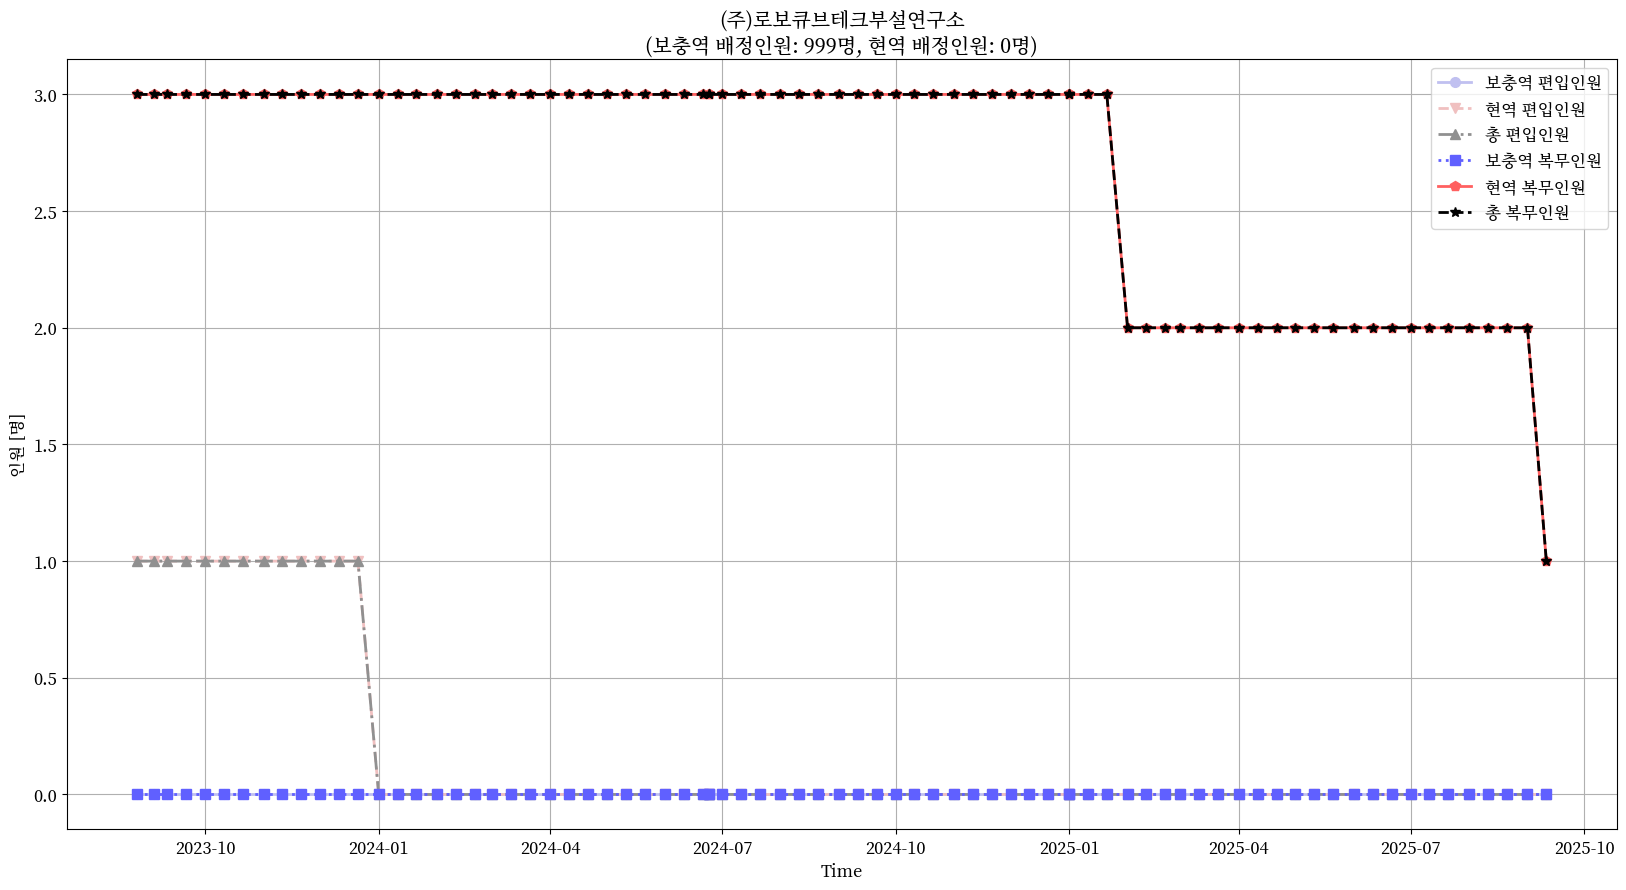 (주)로보큐브테크부설연구소
(보충역 배정인원: 999명, 현역 배정인원: 0명)
보충역 편입인원
현역 편입인원
총 편입인원
보충역 복무인원
현역 복무인원
총 복무인원
인원 [명]
3.0
2.5
2.0
1.5
1.0
0.5
0.0
2023-10
2024-01
2024-04
2024-07
2024-10
2025-01
2025-04
2025-07
2025-10
Time